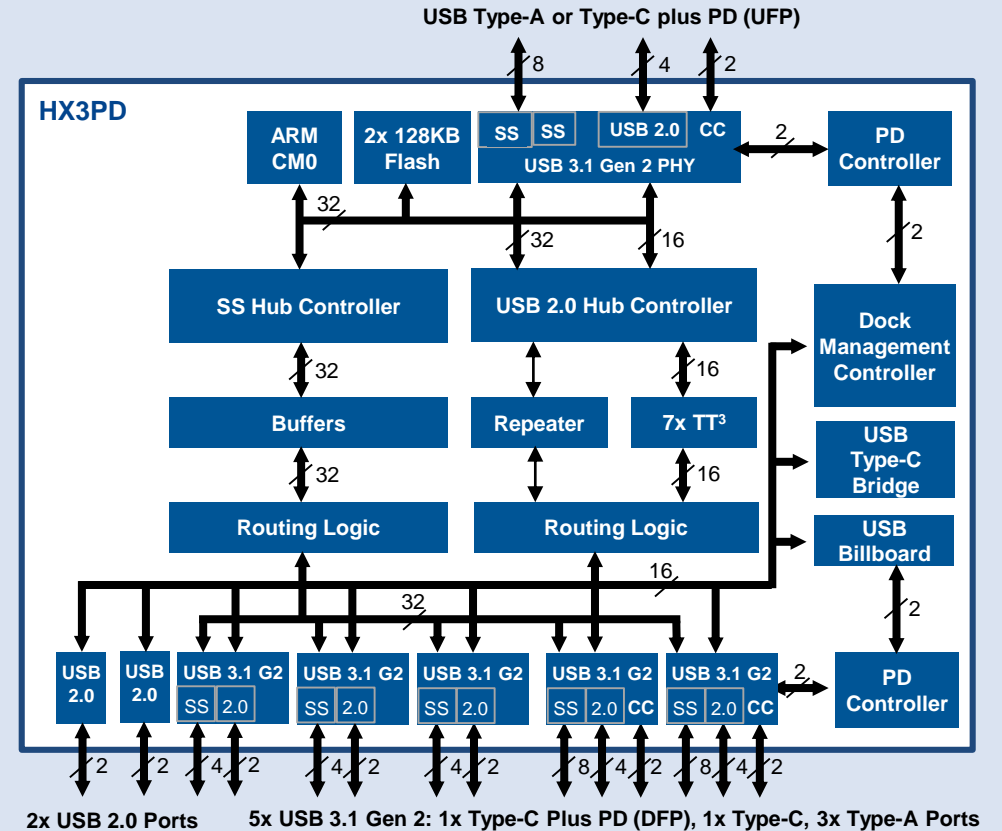 USB Type-A or Type-C plus PD (UFP)
8
4
2
HX3PD
ARM
CM0
2x 128KB
Flash
SS
SS
USB 2.0
CC
USB 3.1 Gen 2 PHY
2
PD
Controller
32
32
16
2
SS Hub Controller
USB 2.0 Hub Controller
Dock
Management
Controller
32
16
Buffers
Repeater
7x TT³
USB
Type-C
Bridge
32
16
Routing Logic
Routing Logic
USB
Billboard
16
32
2
USB
2.0
USB
2.0
USB 3.1 G2
SS
2.0
USB 3.1 G2
SS
2.0
USB 3.1 G2
SS
2.0
USB 3.1 G2
SS
2.0
CC
USB 3.1 G2
SS
2.0
CC
2
PD
Controller
2
2
4
2
4
2
4
2
8
4
2
8
4
2
2x USB 2.0 Ports
5x USB 3.1 Gen 2: 1x Type-C Plus PD (DFP), 1x Type-C, 3x Type-A Ports